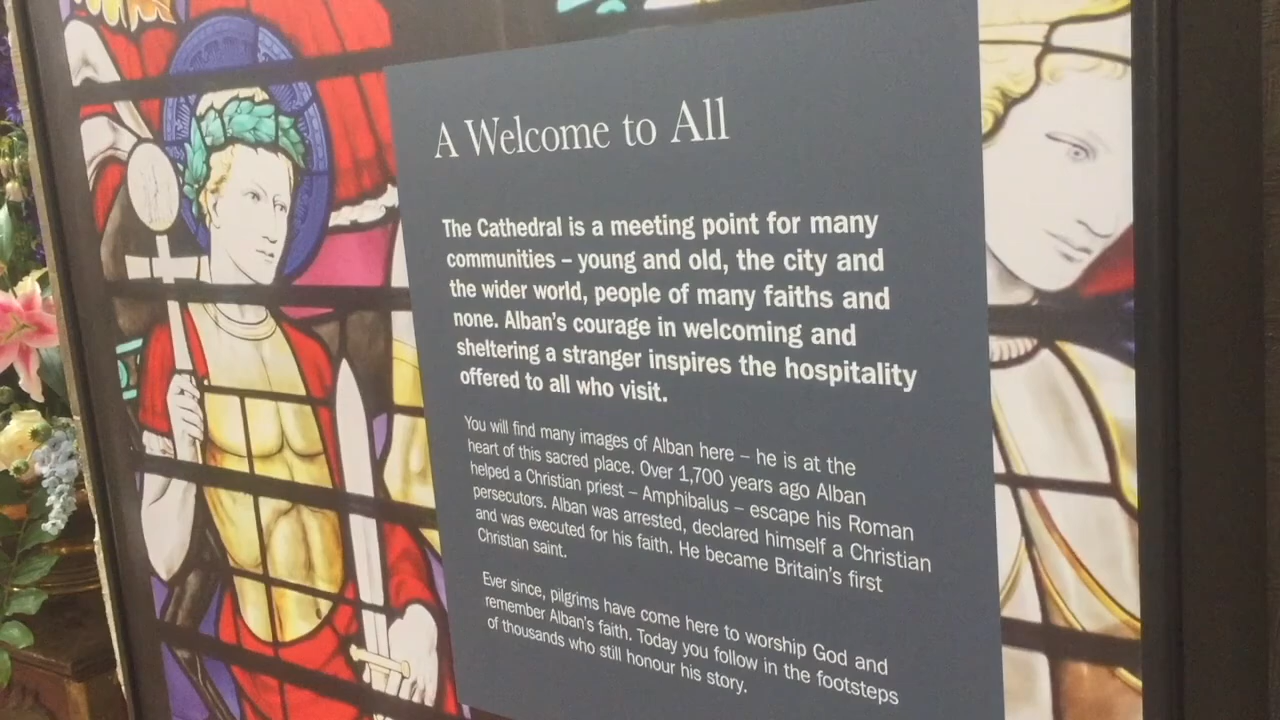 A Welcome to All
The Cathedral is a meeting point for many
communities – young and old, the city and
the wider world, people of many faiths and
none. Alban's courage in welcoming and
sheltering a stranger inspires the hospitality
offered to all who visit.
You will find many images of Alban here – he is at the
heart of this sacred place. Over 1,700 years ago Alban
helped a Christian priest – Amphibalus – escape his Roman
persecutors. Alban was arrested, declared himself a Christian
and was executed for his faith. He became Britain's first
Christian saint.
Ever since, pilgrims have come here to worship God and
remember Alban's faith. Today you follow in the footsteps
of thousands who still honour his story.